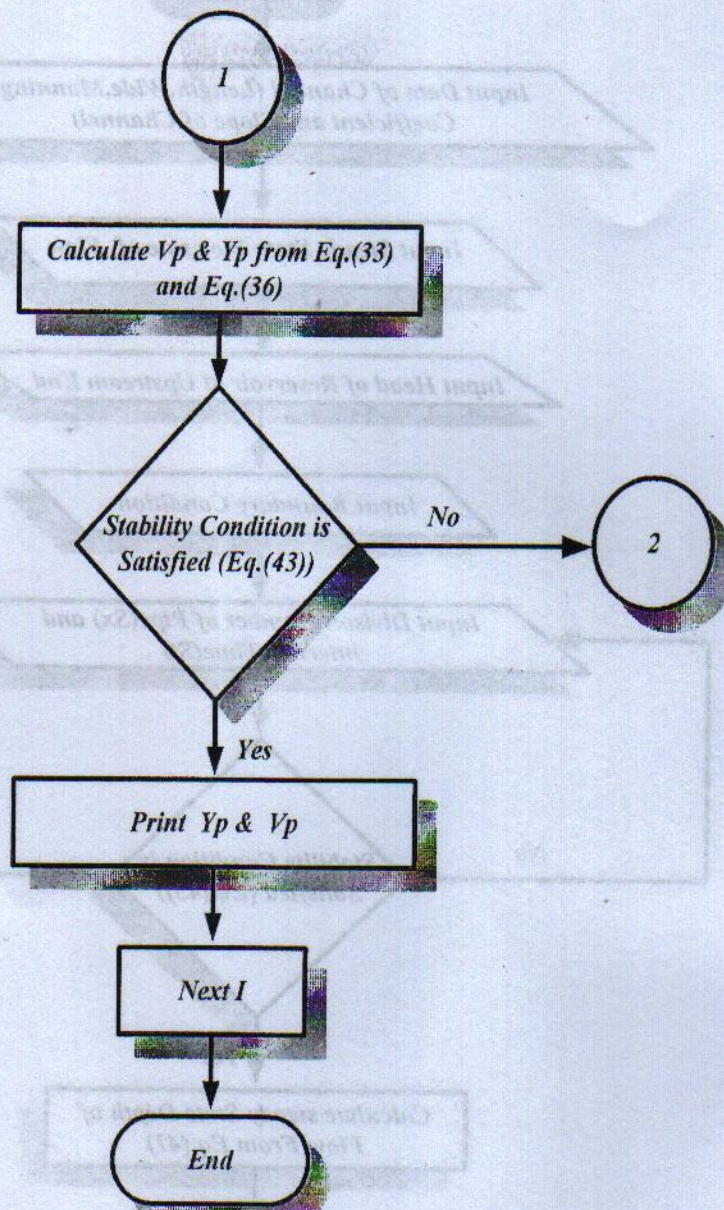 1
Calculate Vp & Yp from Eq.(33)
and Eq.(36)
Stability Condition is
Satisfied (Eq.(43))
No
2
Yes
Print Yp & Vp
Next I
End